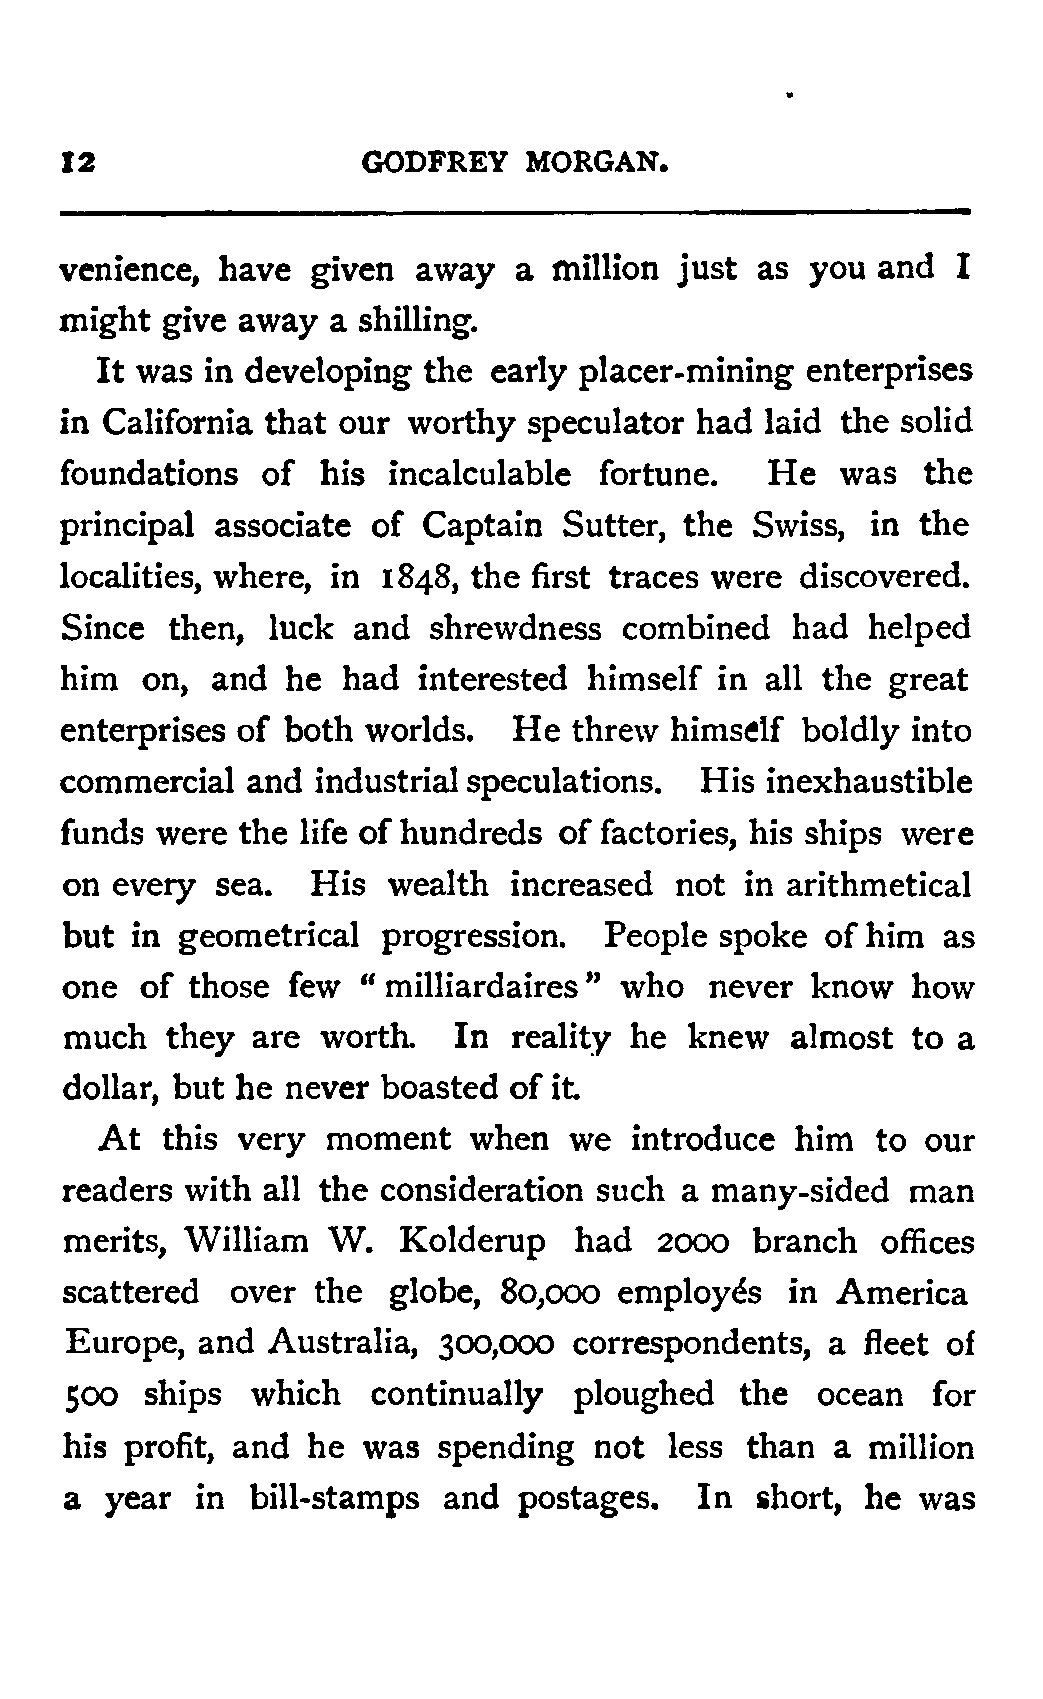 12 GODFREY MORGAN.
venience, have given away a million just as you and I
might give away a shilling.
It was in developing the early placer-mining enterprises
in California that our worthy speculator had laid the solid
foundations of his incalculable fortune. He was the
principal associate of Captain Sutter, the Swiss, in the
localities, where, in 1848, the first traces were discovered.
Since then, luck and shrewdness combined had helped
him on, and he had interested himself in all the great
enterprises of both worlds. He threw himself boldly into
commercial and industrial speculations. His inexhaustible
funds were the life of hundreds of factories, his ships were
on every sea. His wealth increased not in arithmetical
but in geometrical progression. People spoke of him as
one of those few “ milliardaires ” who never know how
much they are worth. In reality he knew almost to a
dollar, but he never boasted of it.
At this very moment when we introduce him to our
readers with all the consideration such a many-sided man
merits, William W. Kolderup had 2000 branch offices
scattered over the globe, 80,000 employés in America
Europe, and Australia, 300,000 correspondents, a fleet of
500 ships which continually ploughed the ocean for
his profit, and he was spending not less than a million
a year in bill-stamps and postages. In short, he was